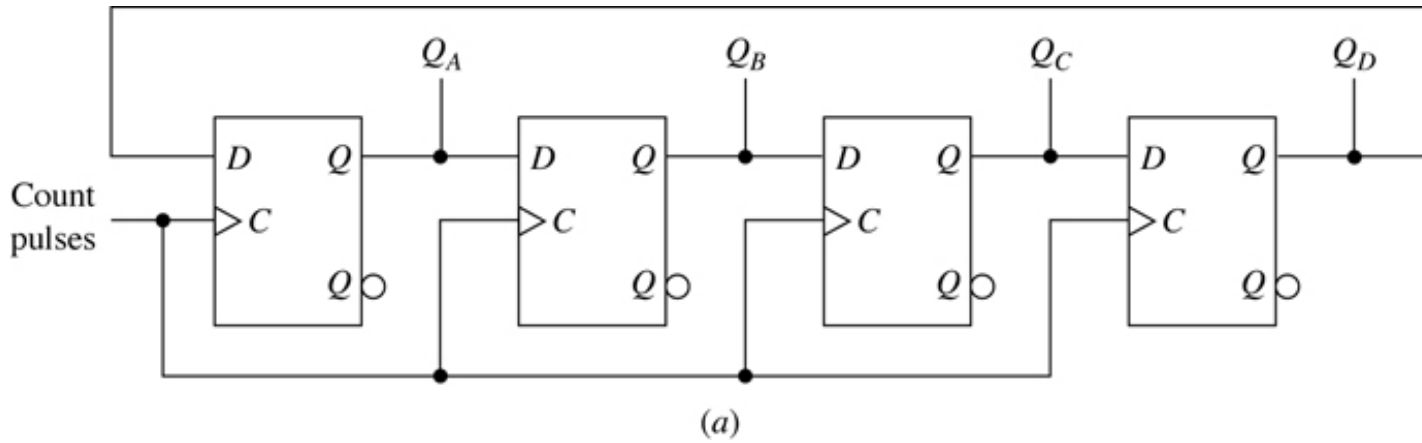 Q_A Q_B Q_C Q_D
D Q D Q D Q D Q
Count
pulses
C C C C
Q Q Q Q
(a)